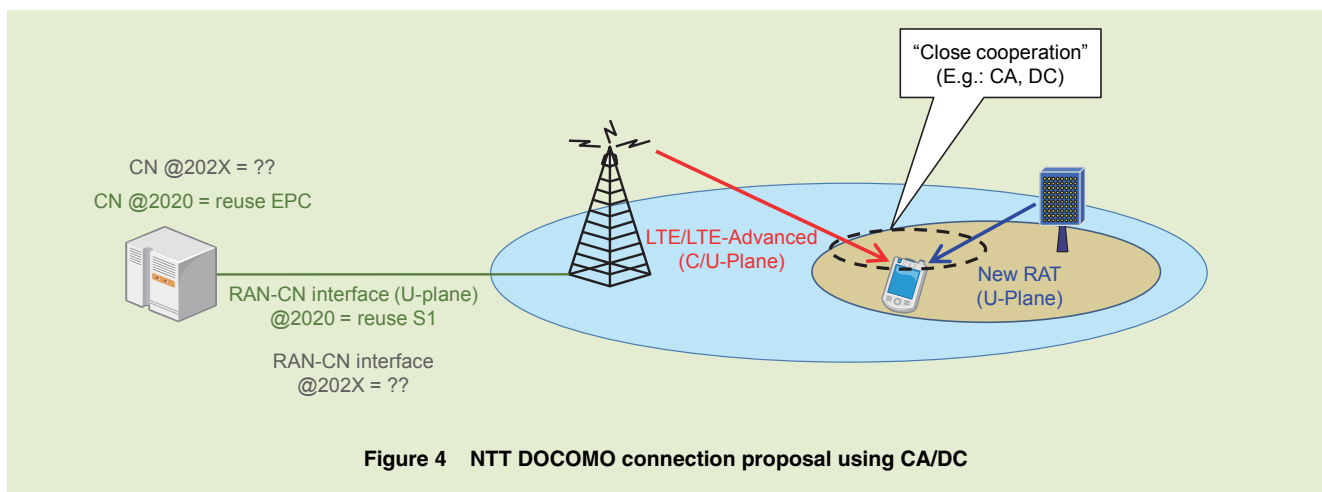 “Close cooperation”
(E.g.: CA, DC)
CN @202X = ??
CN @2020 = reuse EPC
LTE/LTE-Advanced
(C/U-Plane)
New RAT
(U-Plane)
RAN-CN interface (U-plane)
@2020 = reuse S1
RAN-CN interface
@202X = ??
Figure 4 NTT DOCOMO connection proposal using CA/DC